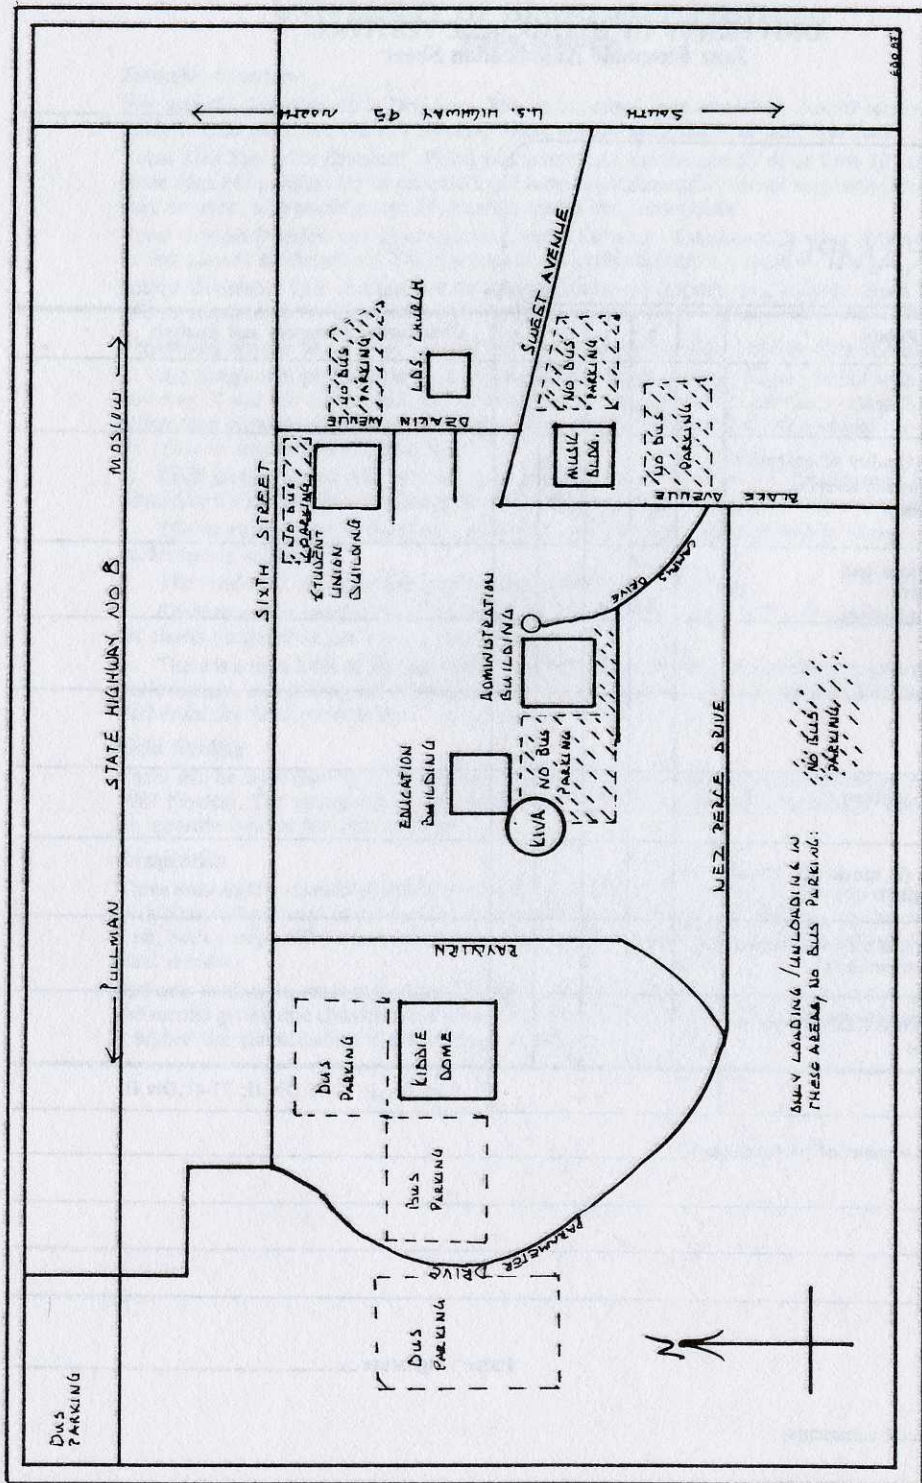 BUS
PARKING
PULLMAN
STATE HIGHWAY NO 8
MOSCOW
U.S. HIGHWAY 95
NORTH
SOUTH
SIXTH STREET
BUS
PARKING
KIBBIE
DOME
BUS
PARKING
BUS
PARKING
PARMETER
DRIVE
RAYBURN
EDUCATION
BUILDING
KIVA
NO BUS
PARKING
ADMINISTRATION
BUILDING
CAMPUS
DRIVE
NO BUS
PARKING
STUDENT
UNION
BUILDING
DEAKIN AVENUE
NO BUS
PARKING
LDS. CHURCH
SWEET AVENUE
MUSIC
BLDG.
NO BUS
PARKING
NO BUS
PARKING
BLAKE AVENUE
NEZ PERCE DRIVE
ONLY LOADING/UNLOADING IN
THESE AREAS, NO BUS PARKING:
NO BUS
PARKING
N